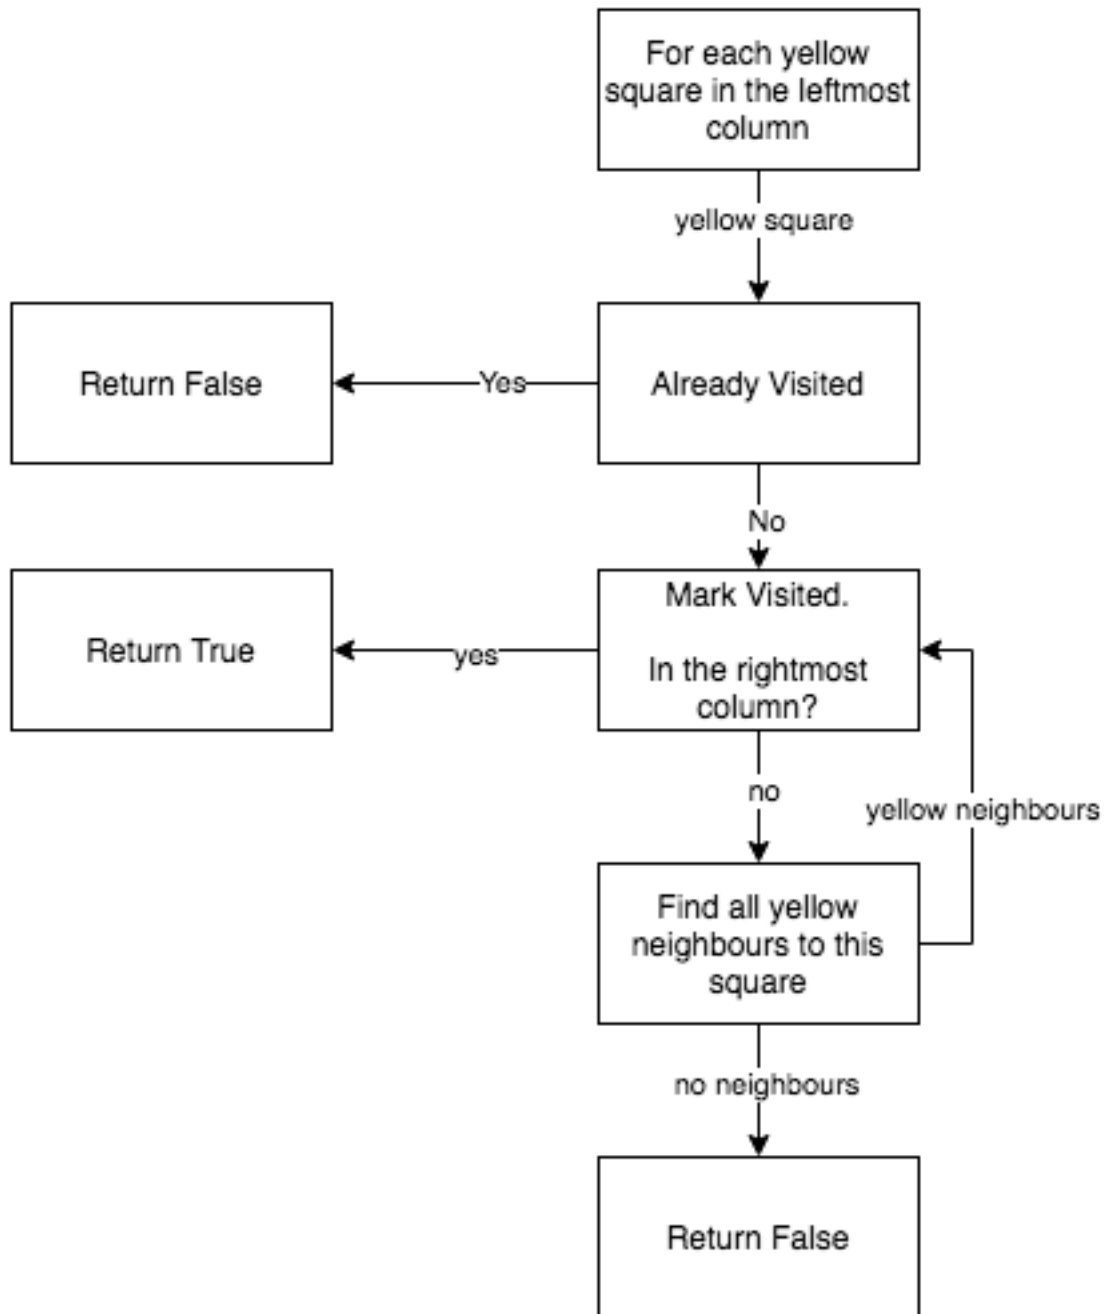 For each yellow
square in the leftmost
column
yellow square
Return False
Yes
Already Visited
No
Return True
yes
Mark Visited.
In the rightmost
column?
no
yellow neighbours
Find all yellow
neighbours to this
square
no neighbours
Return False